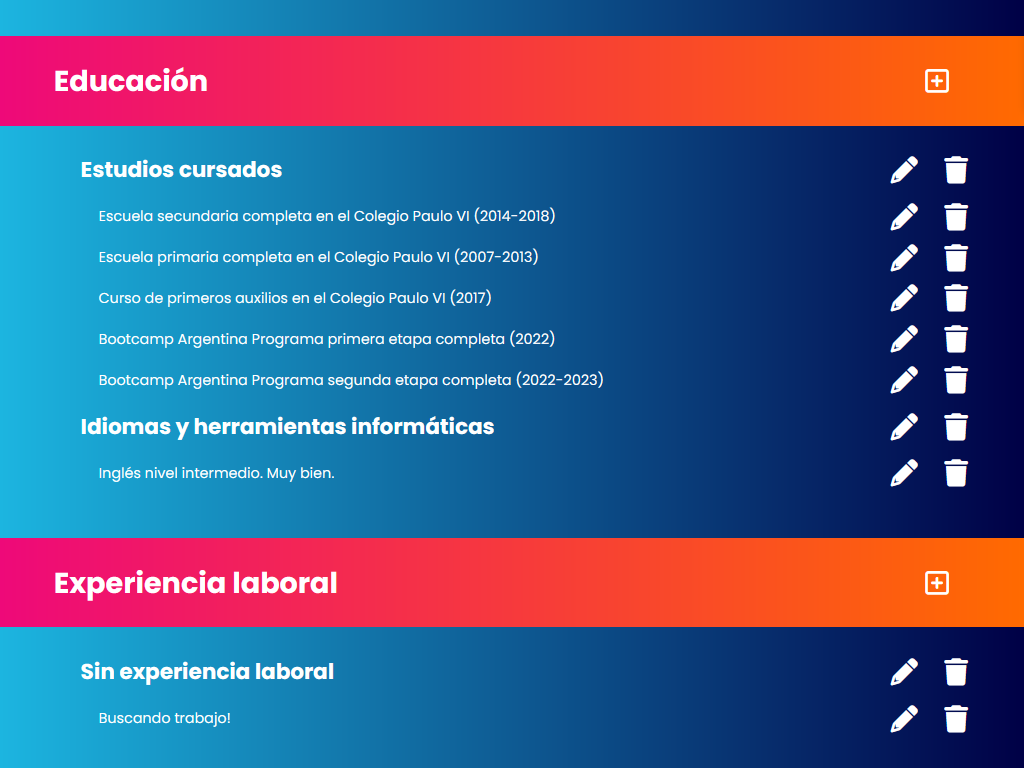 Educación
Estudios cursados
Escuela secundaria completa en el Colegio Paulo VI (2014-2018)
Escuela primaria completa en el Colegio Paulo VI (2007-2013)
Curso de primeros auxilios en el Colegio Paulo VI (2017)
Bootcamp Argentina Programa primera etapa completa (2022)
Bootcamp Argentina Programa segunda etapa completa (2022-2023)
Idiomas y herramientas informáticas
Inglés nivel intermedio. Muy bien.
Experiencia laboral
Sin experiencia laboral
Buscando trabajo!